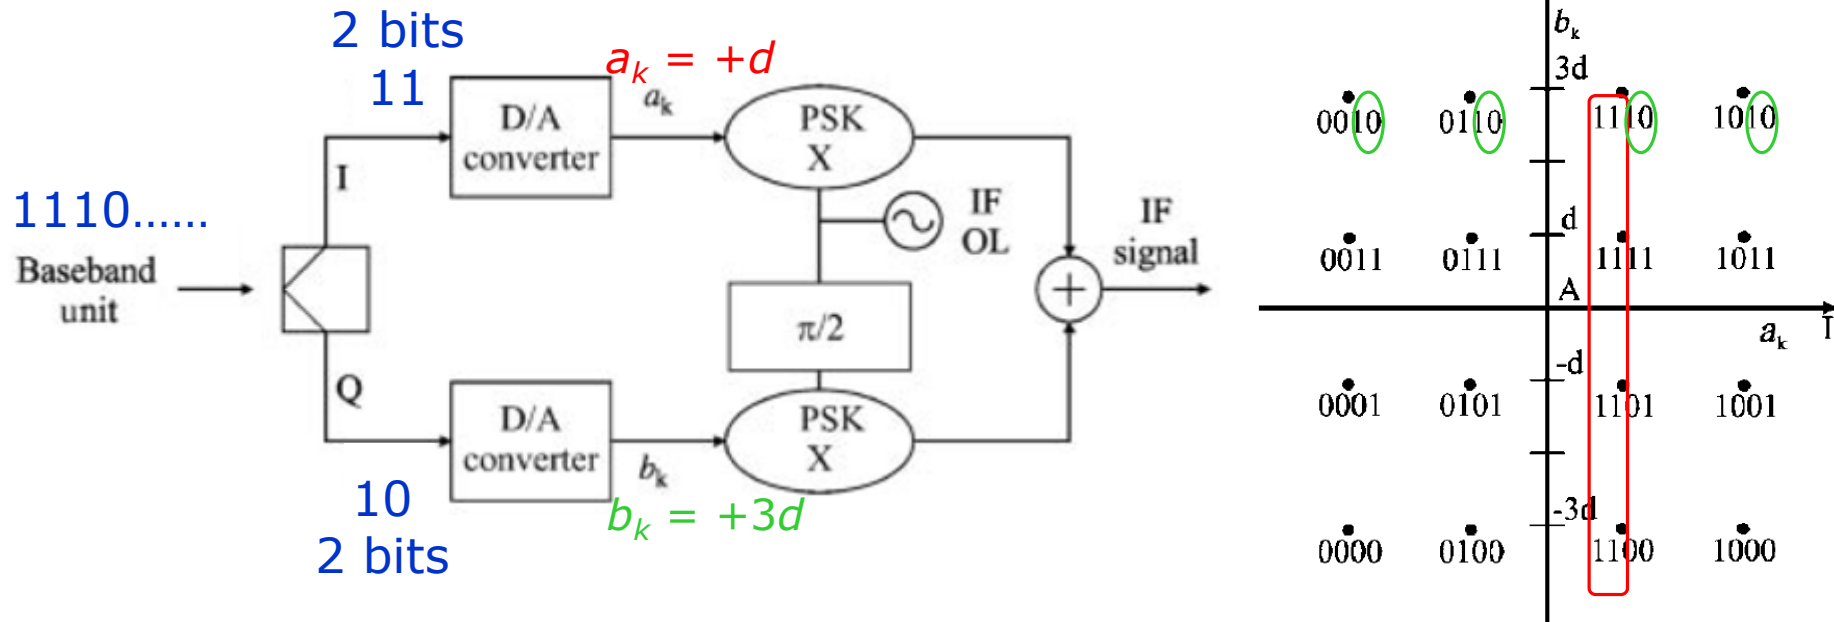 2 bits
11
a_k = +d
a_k
D/A
converter
PSK
X
I
1110……
Baseband
unit
IF
OL
IF
signal
+
π/2
Q
D/A
converter
b_k
PSK
X
10
2 bits
b_k = +3d
b_k
3d
0010 0110 1110 1010
d
0011 0111 1111 1011
A
a_k I
-d
0001 0101 1101 1001
-3d
0000 0100 1100 1000